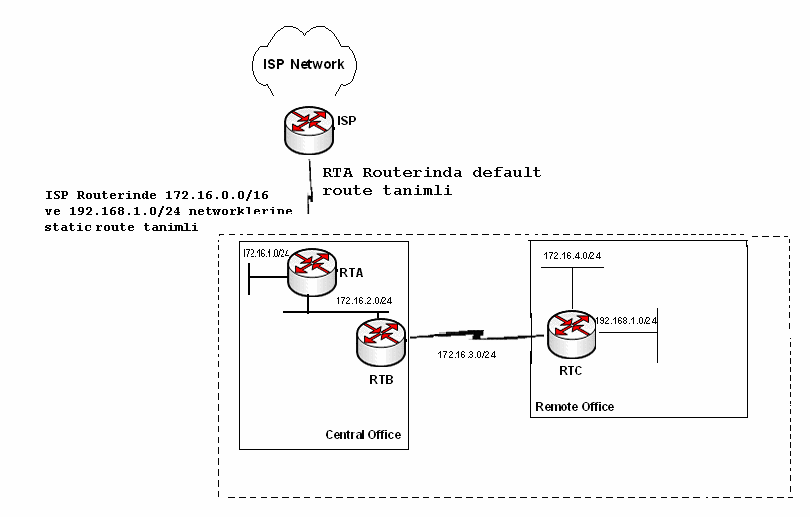 ISP Network
ISP
RTA Routerinda default
route tanimli
ISP Routerinde 172.16.0.0/16
ve 192.168.1.0/24 networklerine
static route tanimli
172.16.1.0/24
RTA
172.16.2.0/24
RTB
Central Office
172.16.3.0/24
172.16.4.0/24
192.168.1.0/24
RTC
Remote Office